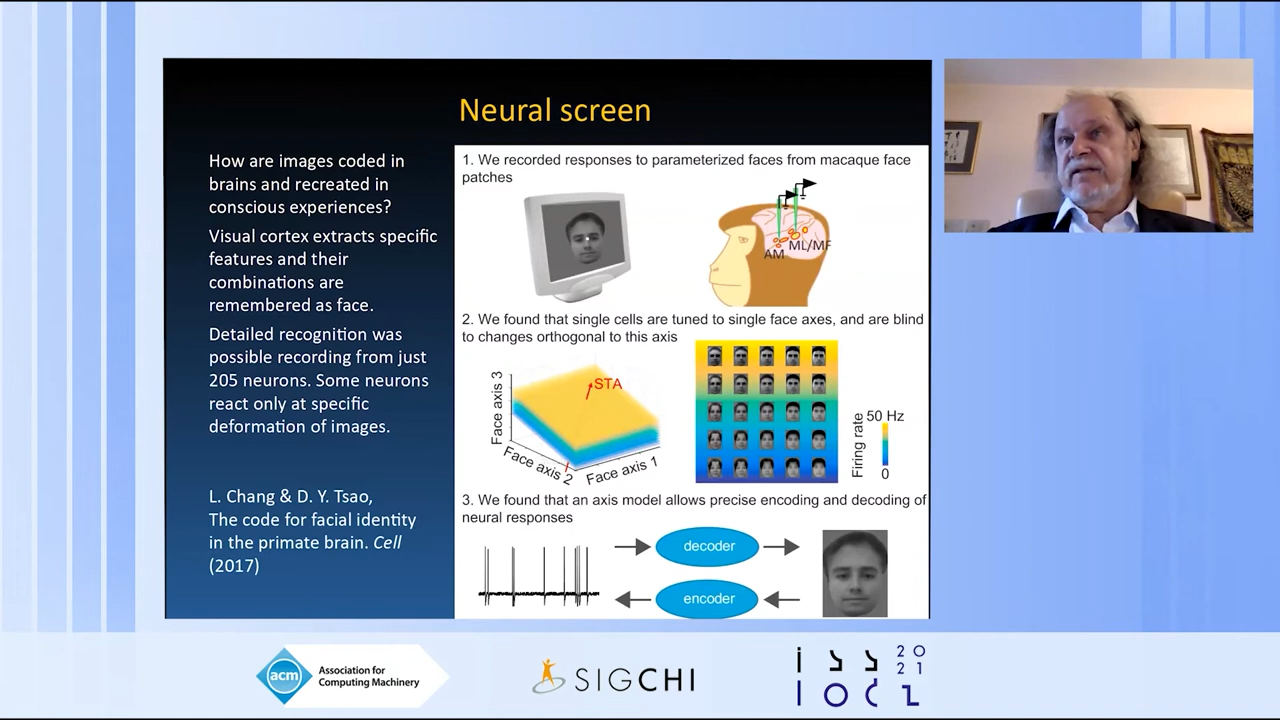 Neural screen
How are images coded in
brains and recreated in
conscious experiences?
Visual cortex extracts specific
features and their
combinations are
remembered as face.
Detailed recognition was
possible recording from just
205 neurons. Some neurons
react only at specific
deformation of images.
L. Chang & D. Y. Tsao,
The code for facial identity
in the primate brain. Cell
(2017)
1. We recorded responses to parameterized faces from macaque face
patches
AM
ML/MF
2. We found that single cells are tuned to single face axes, and are blind
to changes orthogonal to this axis
STA
Face axis 3
Face axis 2
Face axis 1
Firing rate
50 Hz
0
3. We found that an axis model allows precise encoding and decoding of
neural responses
decoder
encoder
acm
Association for
Computing Machinery
SIGCHI
ISS 20
21